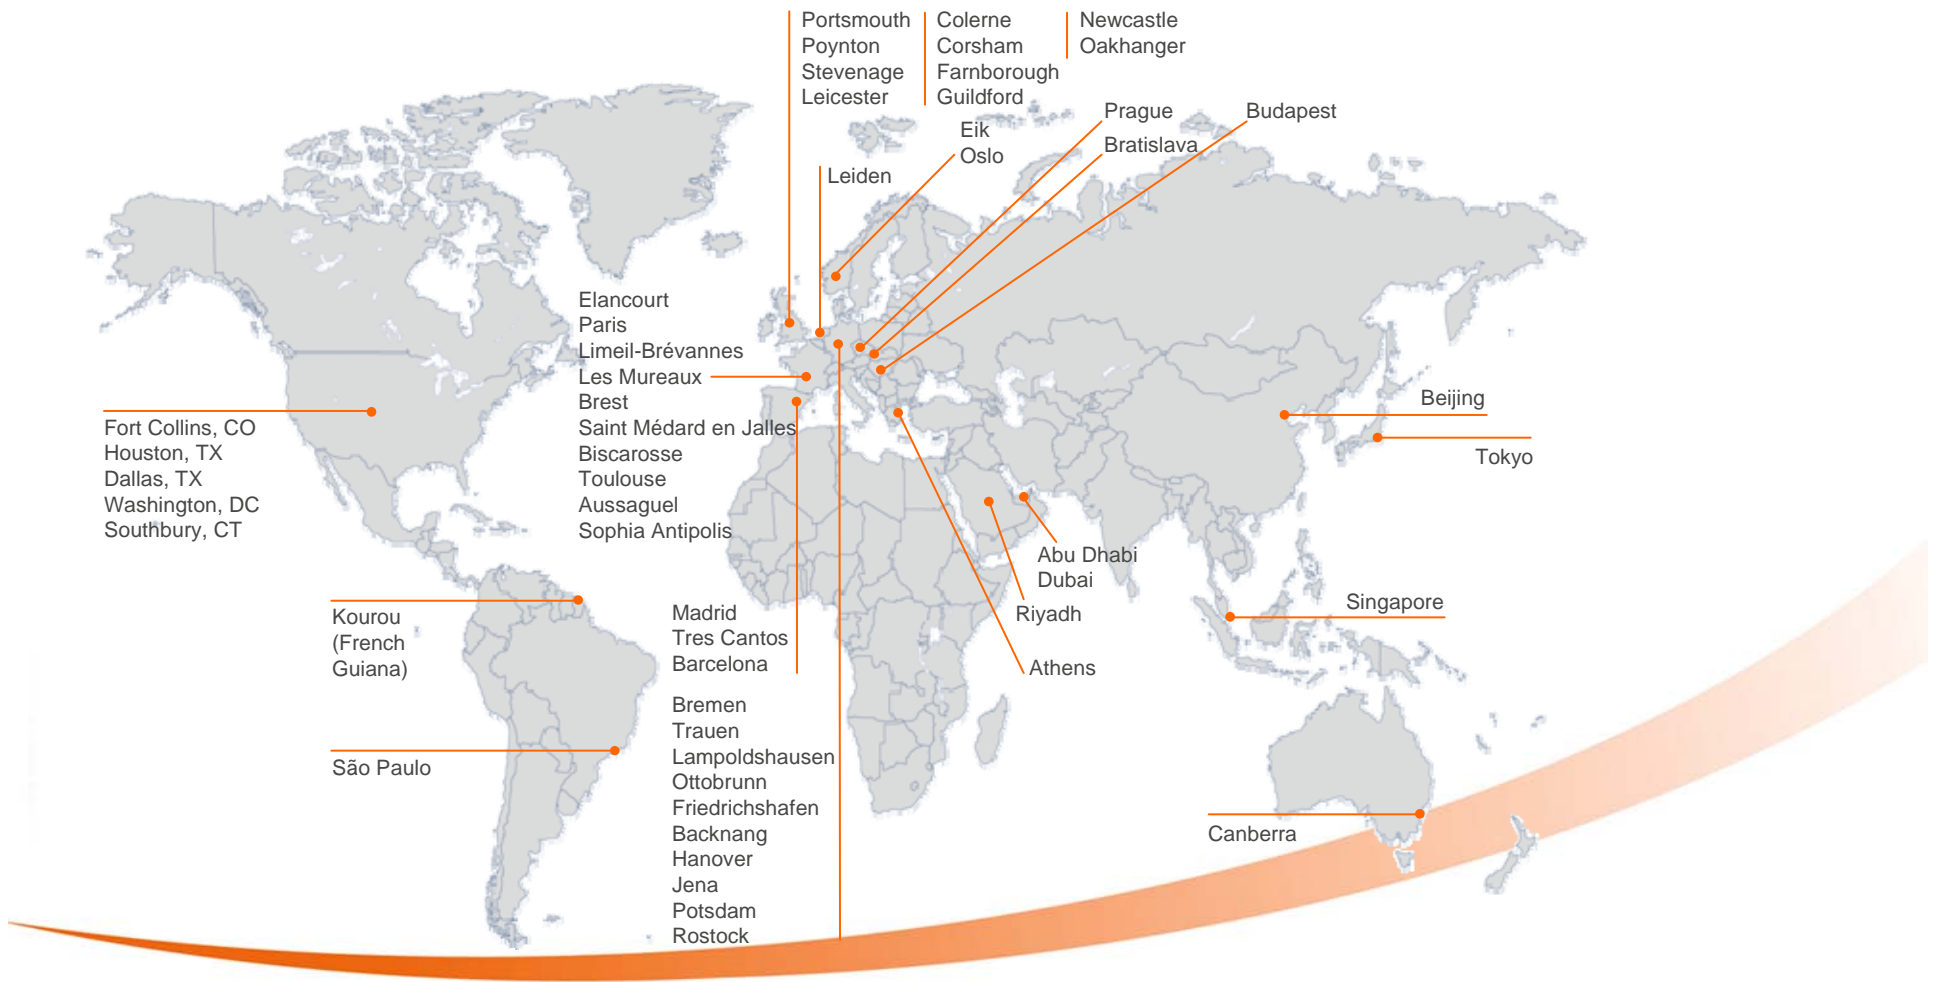 Portsmouth
Poynton
Stevenage
Leicester
Colerne
Corsham
Farnborough
Guildford
Newcastle
Oakhanger
Eik
Oslo
Prague
Bratislava
Budapest
Leiden
Elancourt
Paris
Limeil-Brévannes
Les Mureaux
Brest
Saint Médard en Jalles
Biscarosse
Toulouse
Aussaguel
Sophia Antipolis
Fort Collins, CO
Houston, TX
Dallas, TX
Washington, DC
Southbury, CT
Beijing
Tokyo
Abu Dhabi
Dubai
Riyadh
Athens
Singapore
Kourou
(French
Guiana)
Madrid
Tres Cantos
Barcelona
São Paulo
Bremen
Trauen
Lampoldshausen
Ottobrunn
Friedrichshafen
Backnang
Hanover
Jena
Potsdam
Rostock
Canberra